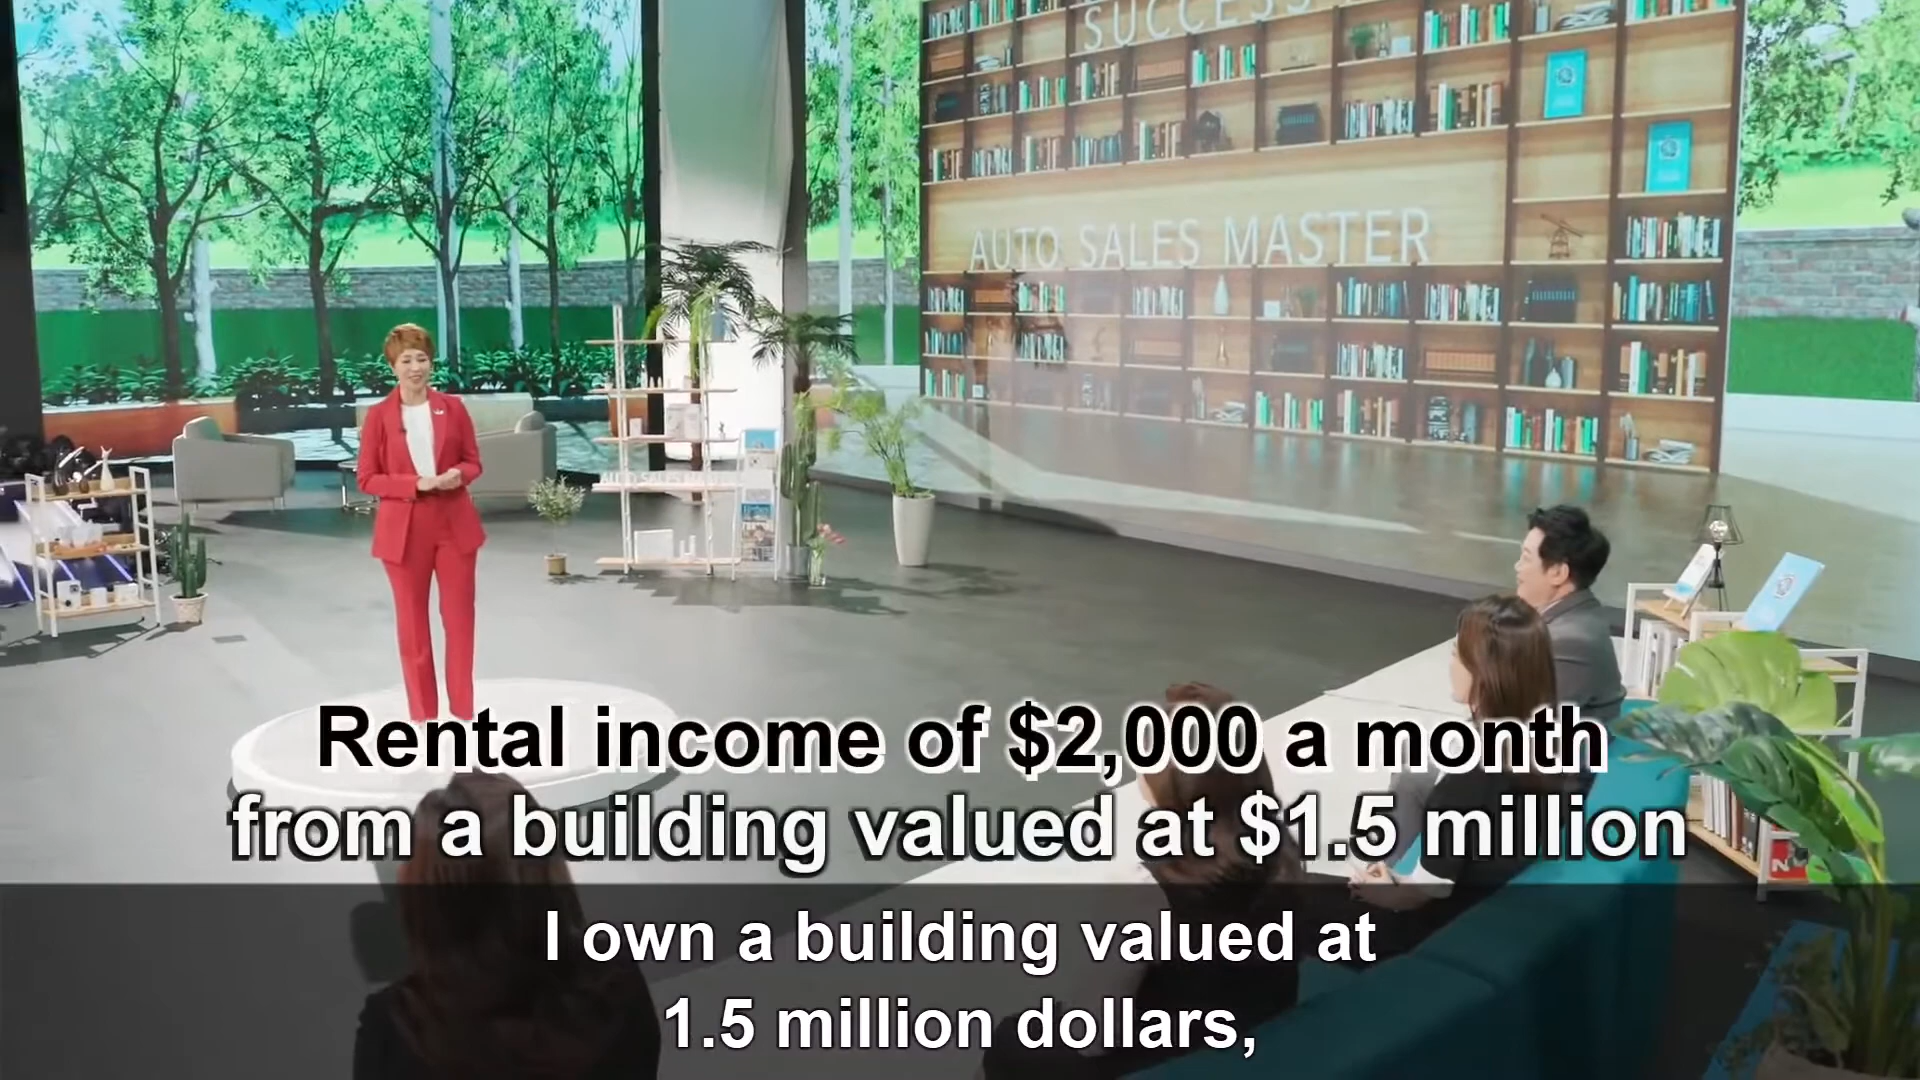 SUCCESS
AUTO SALES MASTER
Rental income of $2,000 a month
from a building valued at $1.5 million
I own a building valued at
1.5 million dollars,